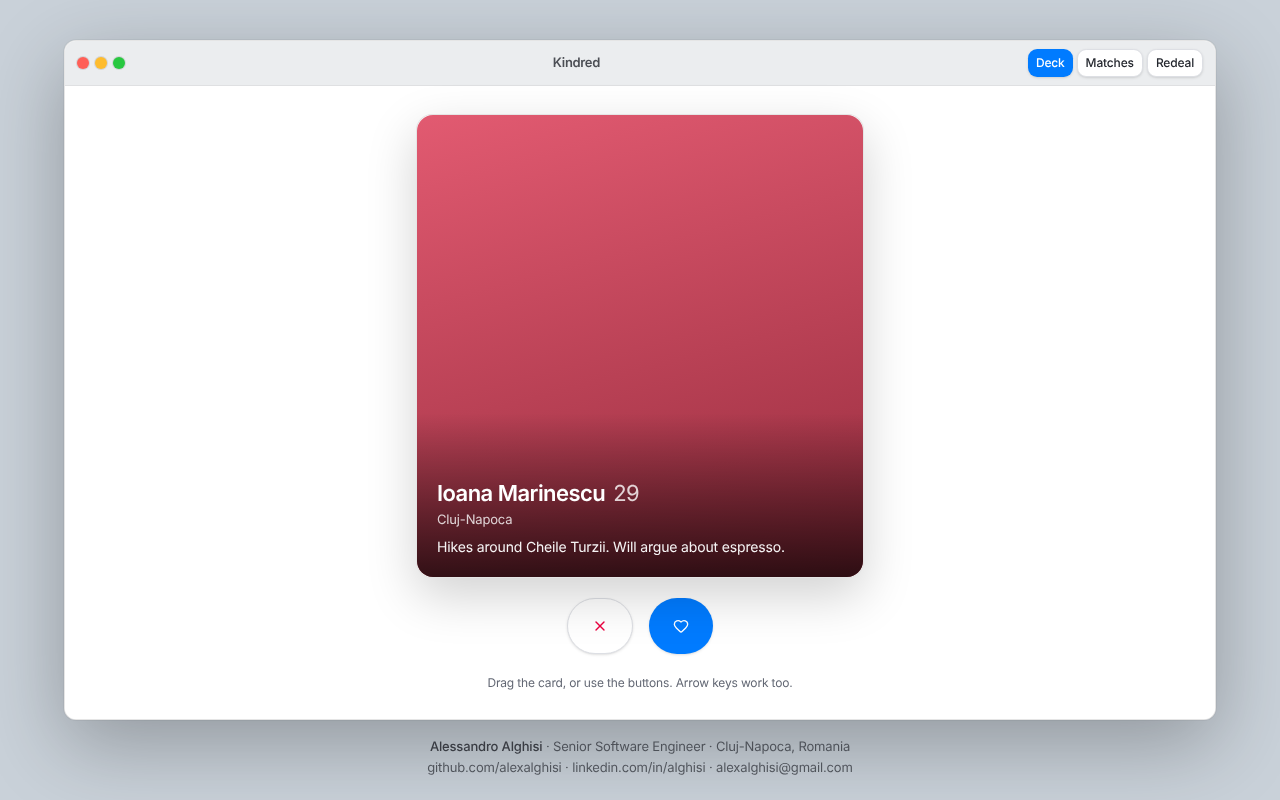 Kindred
Deck
Matches
Redeal
Ioana Marinescu 29
Cluj-Napoca
Hikes around Cheile Turzii. Will argue about espresso.
Drag the card, or use the buttons. Arrow keys work too.
Alessandro Alghisi · Senior Software Engineer · Cluj-Napoca, Romania
github.com/alexalghisi · linkedin.com/in/alghisi · alexalghisi@gmail.com